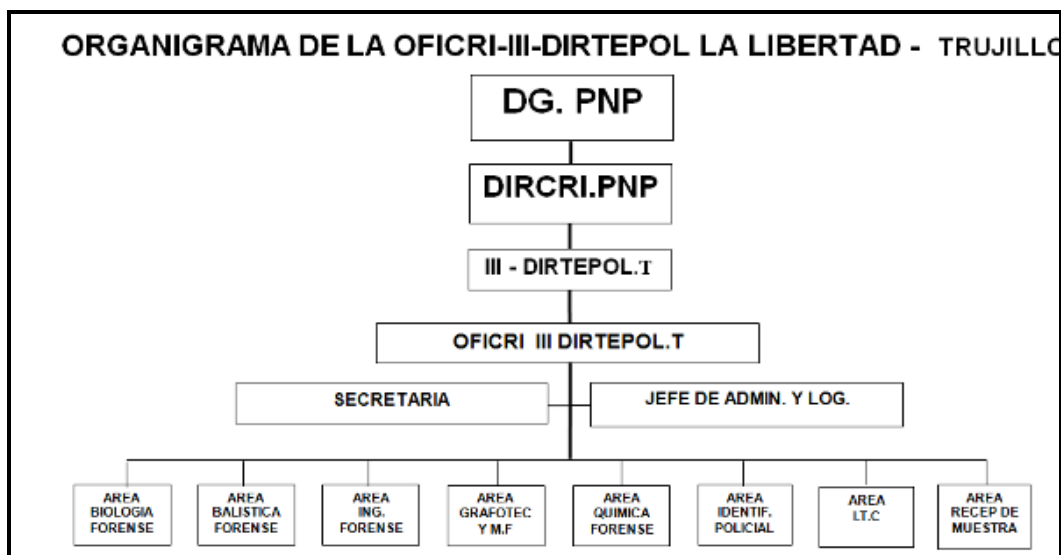 ORGANIGRAMA DE LA OFICRI-III-DIRTEPOL LA LIBERTAD - TRUJILLO
DG. PNP
DIRCRI.PNP
III - DIRTEPOL.T
OFICRI III DIRTEPOL.T
SECRETARIA
JEFE DE ADMIN. Y LOG.
AREA
BIOLOGIA
FORENSE
AREA
BALISTICA
FORENSE
AREA
ING.
FORENSE
AREA
GRAFOTEC
Y M.F
AREA
QUIMICA
FORENSE
AREA
IDENTIF.
POLICIAL
AREA
I.T.C
AREA
RECEP DE
MUESTRA